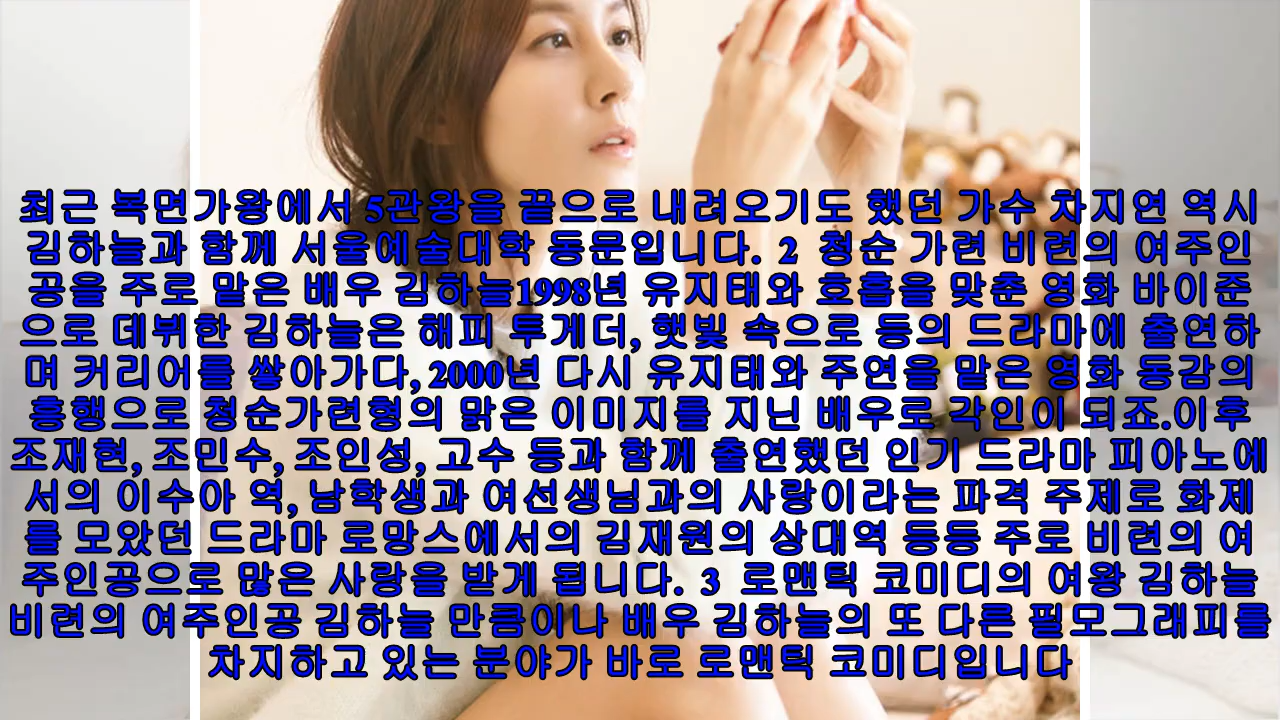 최근 복면가왕에서 5관왕을 끝으로 내려오기도 했던 가수 차지연 역시
김하늘과 함께 서울예술대학 동문입니다. 2 청순 가련 비련의 여주인
공을 주로 맡은 배우 김하늘1998년 유지태와 호흡을 맞춘 영화 바이준
으로 데뷔한 김하늘은 해피 투게더, 햇빛 속으로 등의 드라마에 출연하
며 커리어를 쌓아가다, 2000년 다시 유지태와 주연을 맡은 영화 동감의
흥행으로 청순가련형의 맑은 이미지를 지닌 배우로 각인이 되죠.이후
조재현, 조민수, 조인성, 고수 등과 함께 출연했던 인기 드라마 피아노에
서의 이수아 역, 남학생과 여선생님과의 사랑이라는 파격 주제로 화제
를 모았던 드라마 로망스에서의 김재원의 상대역 등등 주로 비련의 여
주인공으로 많은 사랑을 받게 됩니다. 3 로맨틱 코미디의 여왕 김하늘
비련의 여주인공 김하늘 만큼이나 배우 김하늘의 또 다른 필모그래피를
차지하고 있는 분야가 바로 로맨틱 코미디입니다